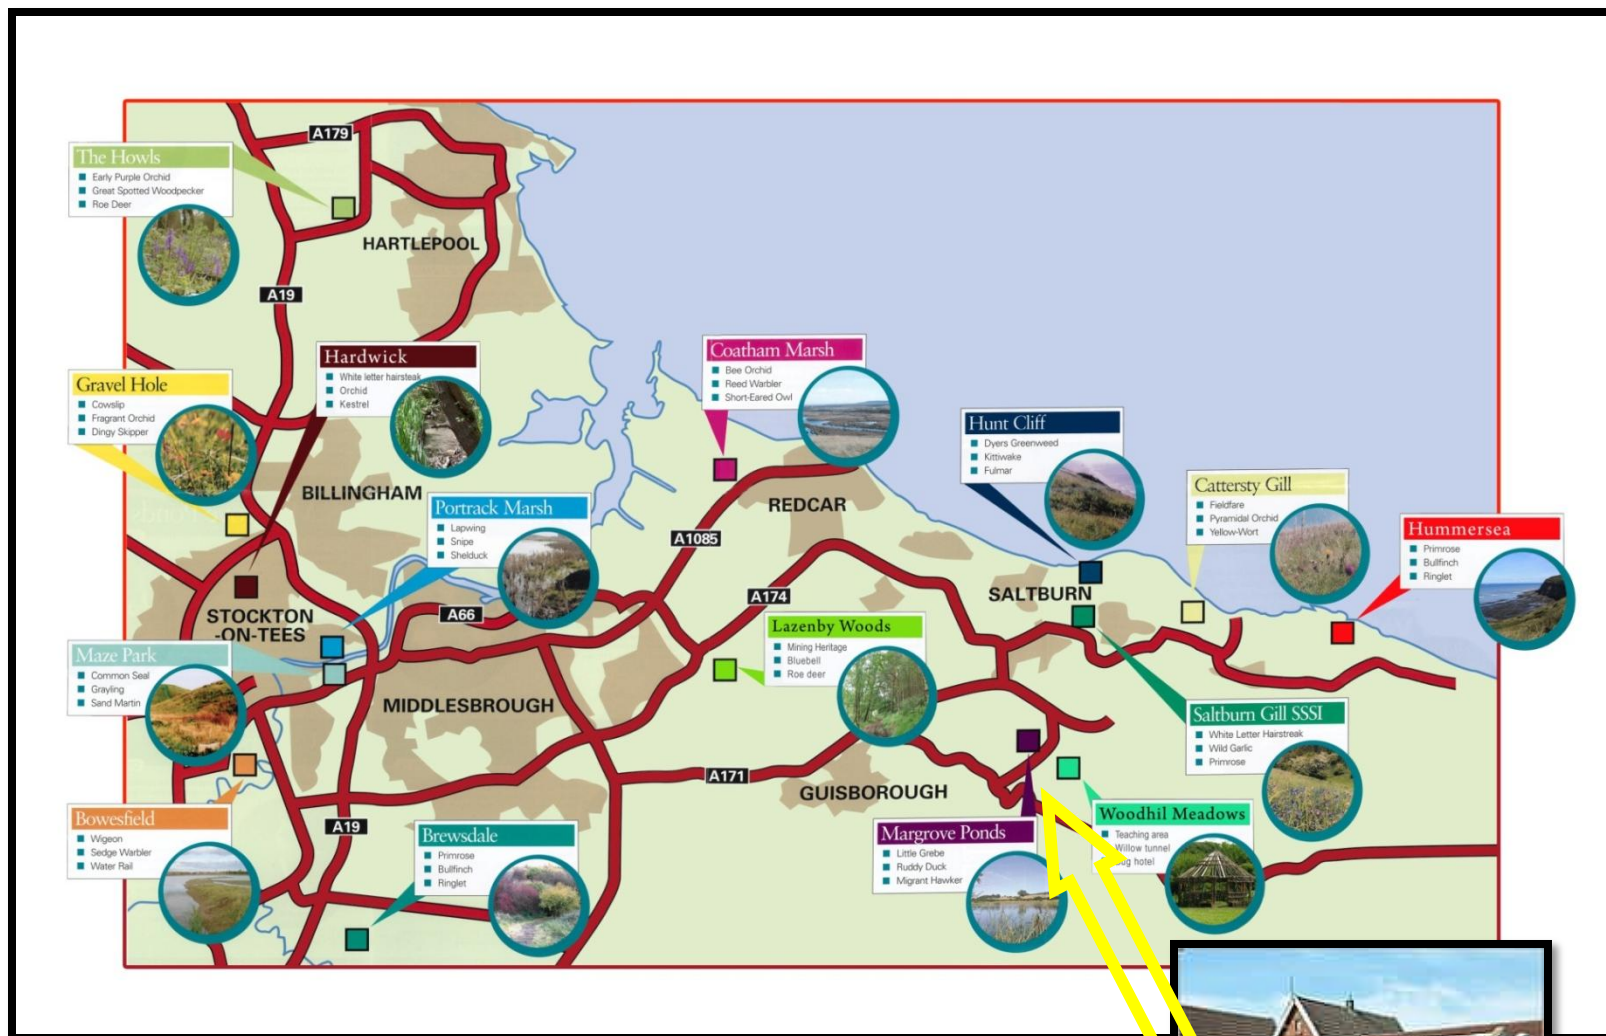 A179
The Howls
Early Purple Orchid
Great Spotted Woodpecker
Roe Deer
HARTLEPOOL
A19
Hardwick
White letter hairsteak
Orchid
Kestrel
Coatham Marsh
Bee Orchid
Reed Warbler
Short-Eared Owl
Gravel Hole
Cowslip
Fragrant Orchid
Dingy Skipper
Hunt Cliff
Dyers Greenweed
Kittiwake
Fulmar
BILLINGHAM
Portrack Marsh
Lapwing
Snipe
Shelduck
REDCAR
Cattersty Gill
Fieldfare
Pyramidal Orchid
Yellow-Wort
Hummersea
Primrose
Bullfinch
Ringlet
A1085
STOCKTON
-ON-TEES
A66
A174
SALTBURN
Lazenby Woods
Mining Heritage
Bluebell
Roe deer
Maze Park
Common Seal
Grayling
Sand Martin
MIDDLESBROUGH
Saltburn Gill SSSI
White Letter Hairstreak
Wild Garlic
Primrose
A171
GUISBOROUGH
Bowesfield
Wigeon
Sedge Warbler
Water Rail
A19
Brewsdale
Primrose
Bullfinch
Ringlet
Margrove Ponds
Little Grebe
Ruddy Duck
Migrant Hawker
Woodhil Meadows
Teaching area
Willow tunnel
hotel